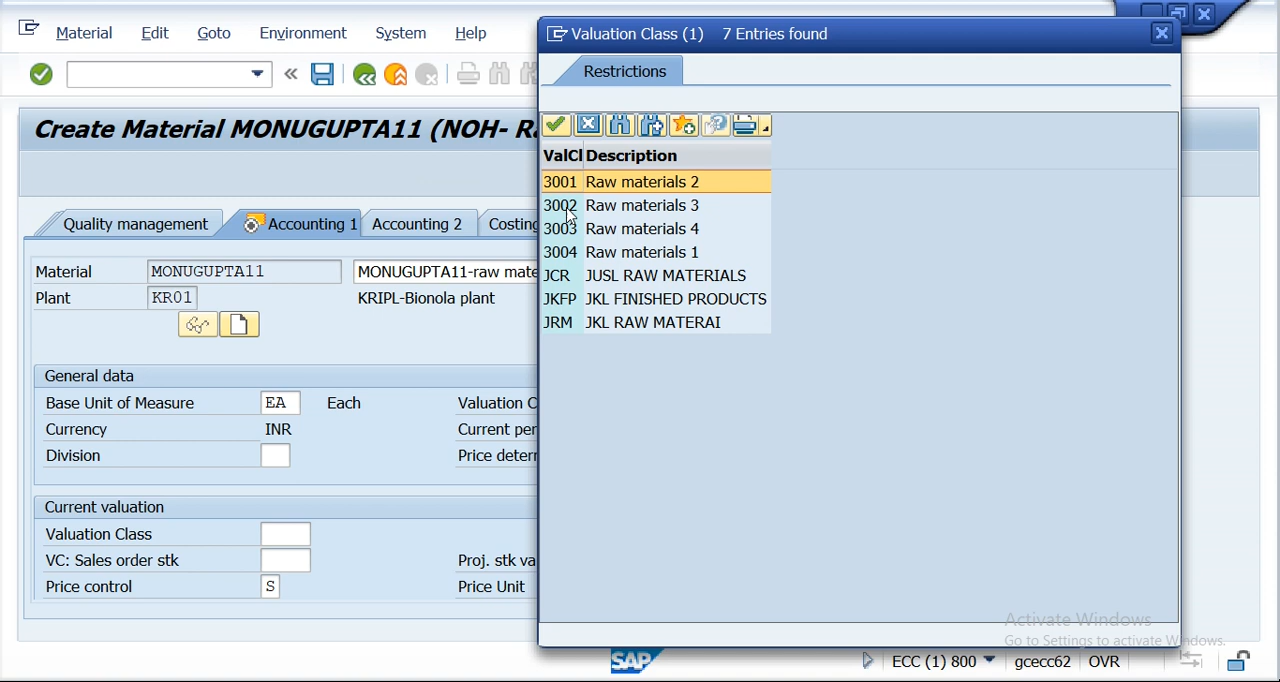 Material Edit Goto Environment System Help
Create Material MONUGUPTA11 (NOH- Ra
Quality management Accounting 1 Accounting 2 Costing
Material MONUGUPTA11 MONUGUPTA11-raw mate
Plant KR01 KRIPL-Bionola plant
General data
Base Unit of Measure EA Each Valuation C
Currency INR Current per
Division Price deter
Current valuation
Valuation Class
VC: Sales order stk Proj. stk va
Price control S Price Unit
Valuation Class (1) 7 Entries found
Restrictions
ValCl Description
3001 Raw materials 2
3002 Raw materials 3
3003 Raw materials 4
3004 Raw materials 1
JCR JUSL RAW MATERIALS
JKFP JKL FINISHED PRODUCTS
JRM JKL RAW MATERAI
Activate Windows
Go to Settings to activate Windows.
SAP ECC (1) 800 gcecc62 OVR